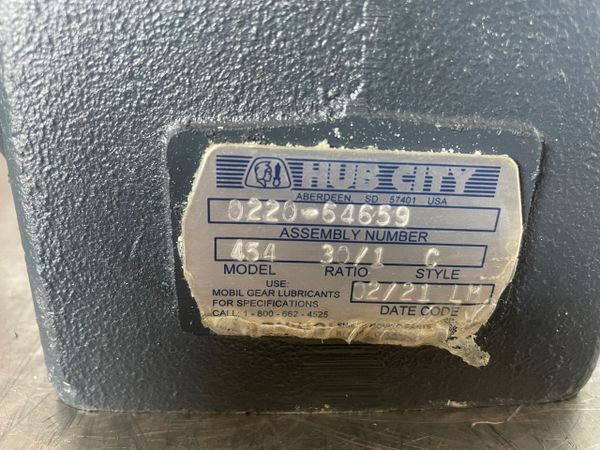 HUB CITY
ABERDEEN, SD 57401 USA
0220-64659
ASSEMBLY NUMBER
454 30/1 C
MODEL RATIO STYLE
USE:
MOBIL GEAR LUBRICANTS
FOR SPECIFICATIONS
CALL: 1-800-662-4525
02/21 LM
DATE CODE